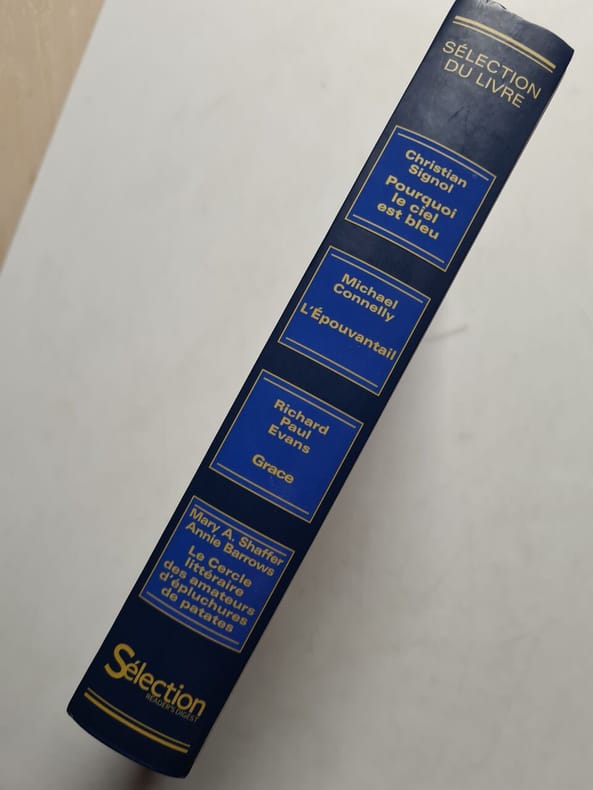 SÉLECTION
DU LIVRE
Christian
Signol
Pourquoi
le ciel
est bleu
Michael
Connelly
L'Épouvantail
Richard
Paul
Evans
Grace
Mary A. Shaffer
Annie Barrows
Le Cercle
littéraire
des amateurs
d'épluchures
de patates
Sélection
READER'S DIGEST